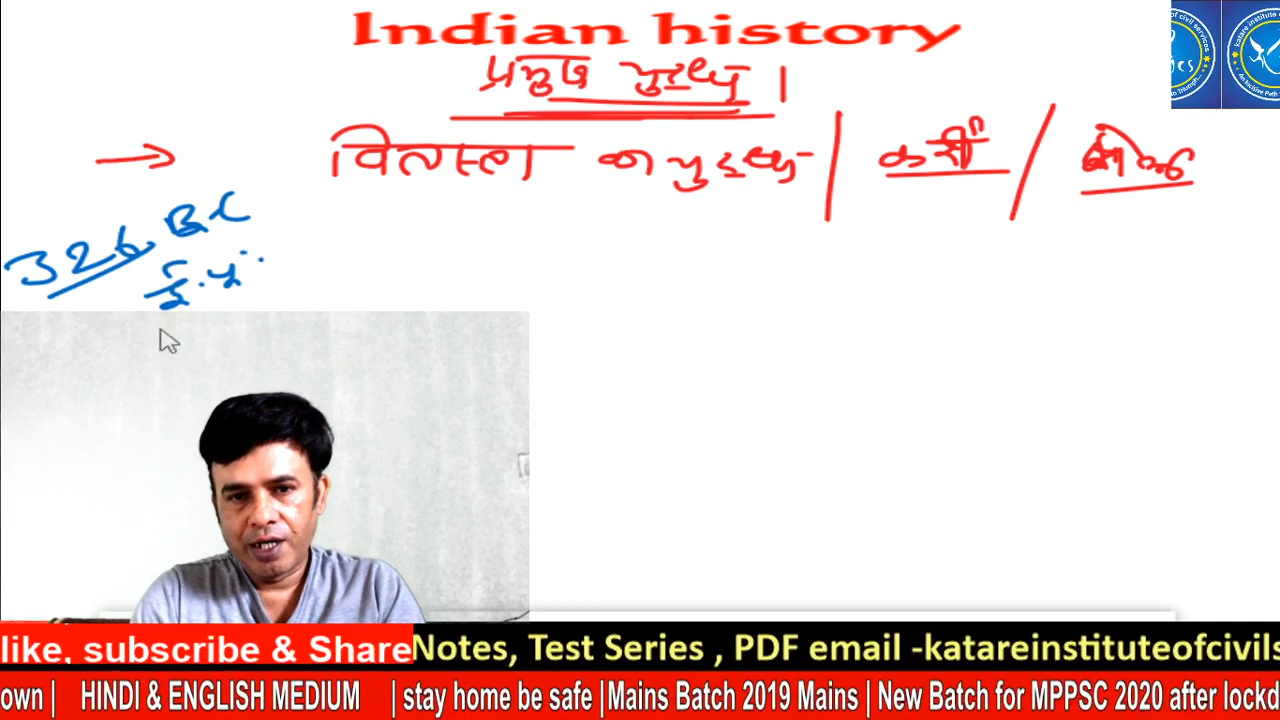 Indian history
प्रमुख युद्ध ।
→ वितस्ता का युद्ध / कर्री / झेलम
326 BC
ई.पू.
like, subscribe & Share Notes, Test Series , PDF email -katareinstituteofcivils
own | HINDI & ENGLISH MEDIUM | stay home be safe |Mains Batch 2019 Mains | New Batch for MPPSC 2020 after lockd